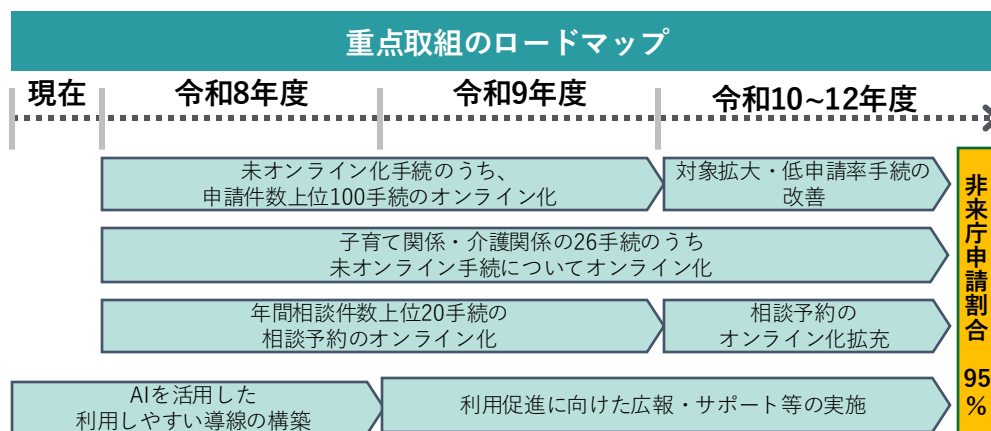 重点取組のロードマップ
現在
令和8年度
令和9年度
令和10~12年度
未オンライン化手続のうち、
申請件数上位100手続のオンライン化
対象拡大・低申請率手続の
改善
子育て関係・介護関係の26手続のうち
未オンライン手続についてオンライン化
年間相談件数上位20手続の
相談予約のオンライン化
相談予約の
オンライン化拡充
AIを活用した
利用しやすい導線の構築
利用促進に向けた広報・サポート等の実施
非来庁申請割合
95
%